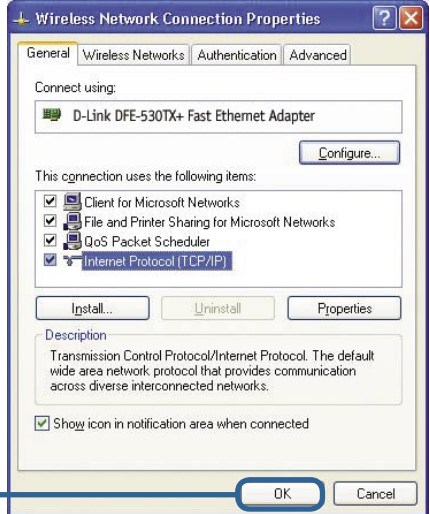 Wireless Network Connection Properties
General Wireless Networks Authentication Advanced
Connect using:
D-Link DFE-530TX+ Fast Ethernet Adapter
Configure...
This connection uses the following items:
Client for Microsoft Networks
File and Printer Sharing for Microsoft Networks
QoS Packet Scheduler
Internet Protocol (TCP/IP)
Install... Uninstall Properties
Description
Transmission Control Protocol/Internet Protocol. The default
wide area network protocol that provides communication
across diverse interconnected networks.
Show icon in notification area when connected
OK Cancel